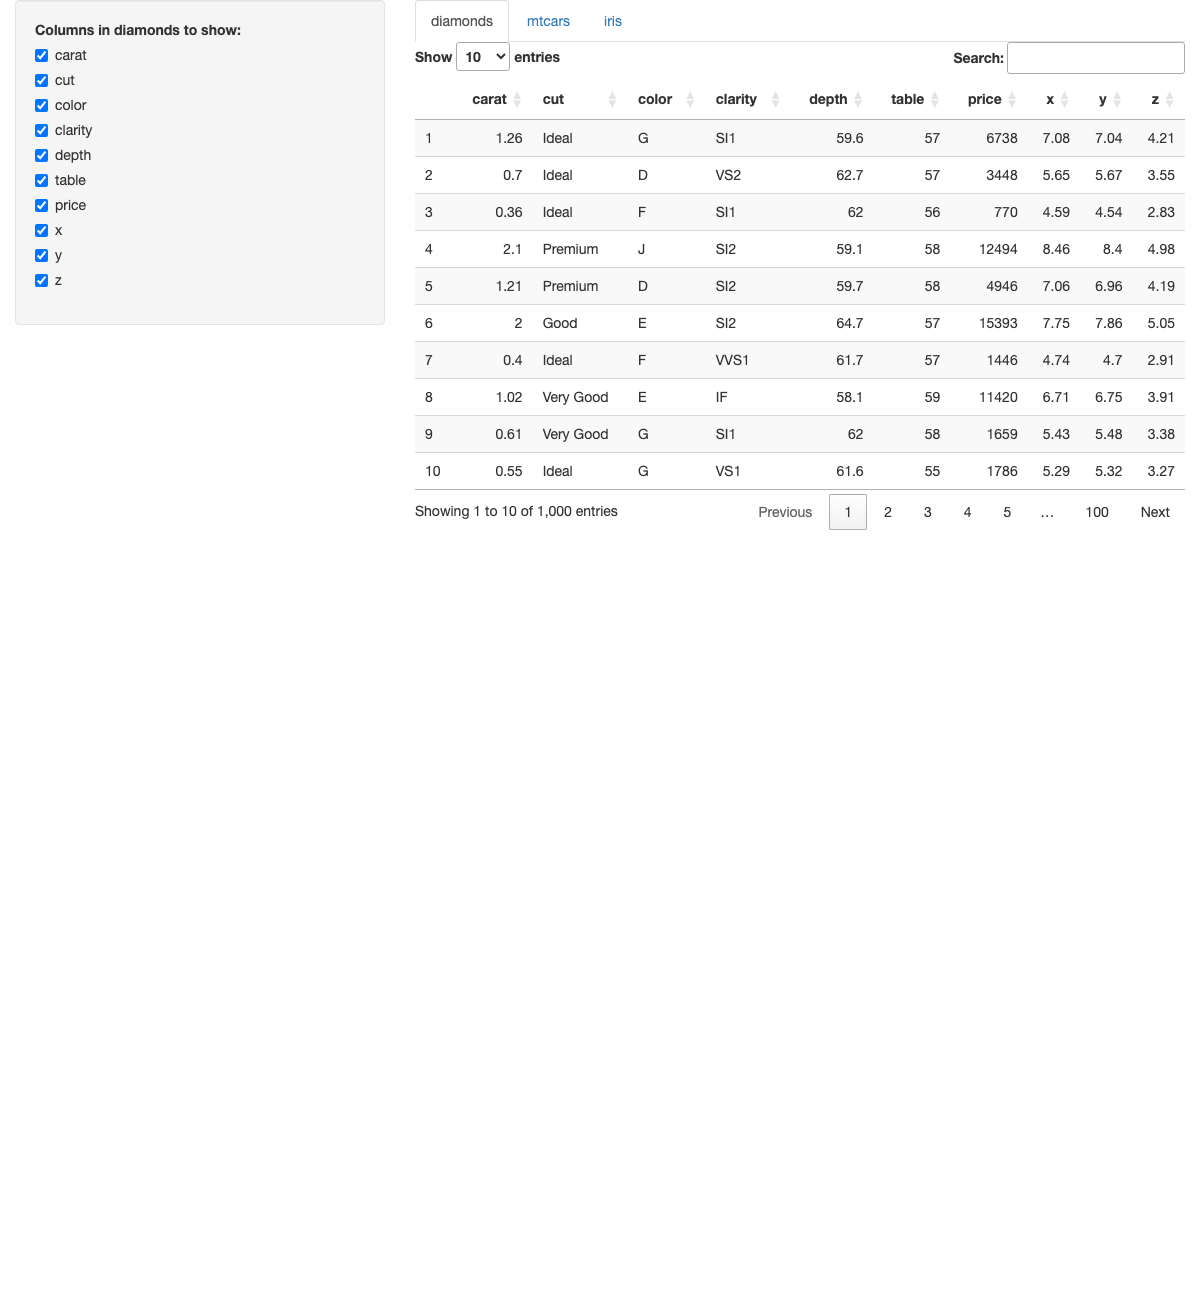 Columns in diamonds to show:
carat
cut
color
clarity
depth
table
price
x
y
z
diamonds mtcars iris
Show 10 entries Search:
carat cut color clarity depth table price x y z
1 1.26 Ideal G SI1 59.6 57 6738 7.08 7.04 4.21
2 0.7 Ideal D VS2 62.7 57 3448 5.65 5.67 3.55
3 0.36 Ideal F SI1 62 56 770 4.59 4.54 2.83
4 2.1 Premium J SI2 59.1 58 12494 8.46 8.4 4.98
5 1.21 Premium D SI2 59.7 58 4946 7.06 6.96 4.19
6 2 Good E SI2 64.7 57 15393 7.75 7.86 5.05
7 0.4 Ideal F VVS1 61.7 57 1446 4.74 4.7 2.91
8 1.02 Very Good E IF 58.1 59 11420 6.71 6.75 3.91
9 0.61 Very Good G SI1 62 58 1659 5.43 5.48 3.38
10 0.55 Ideal G VS1 61.6 55 1786 5.29 5.32 3.27
Showing 1 to 10 of 1,000 entries Previous 1 2 3 4 5 … 100 Next